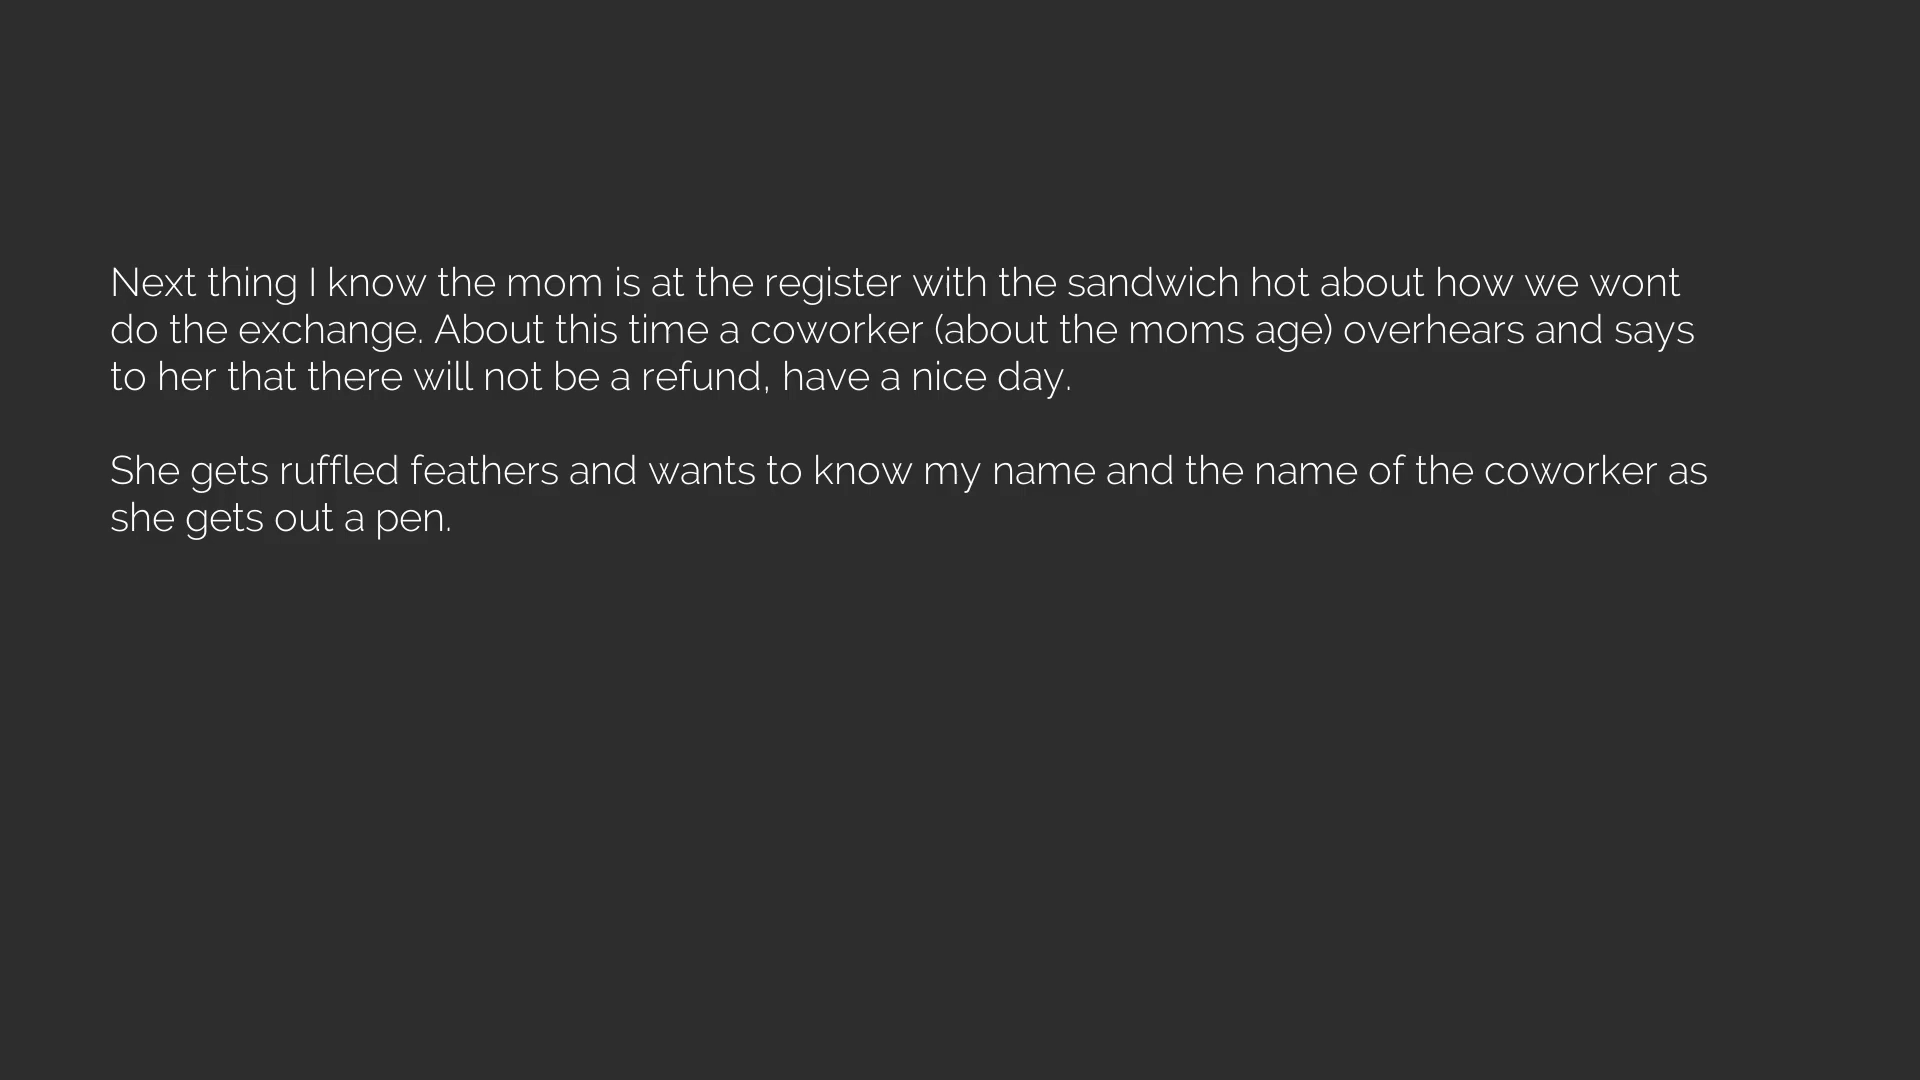 Next thing I know the mom is at the register with the sandwich hot about how we wont
do the exchange. About this time a coworker (about the moms age) overhears and says
to her that there will not be a refund, have a nice day.
She gets ruffled feathers and wants to know my name and the name of the coworker as
she gets out a pen.